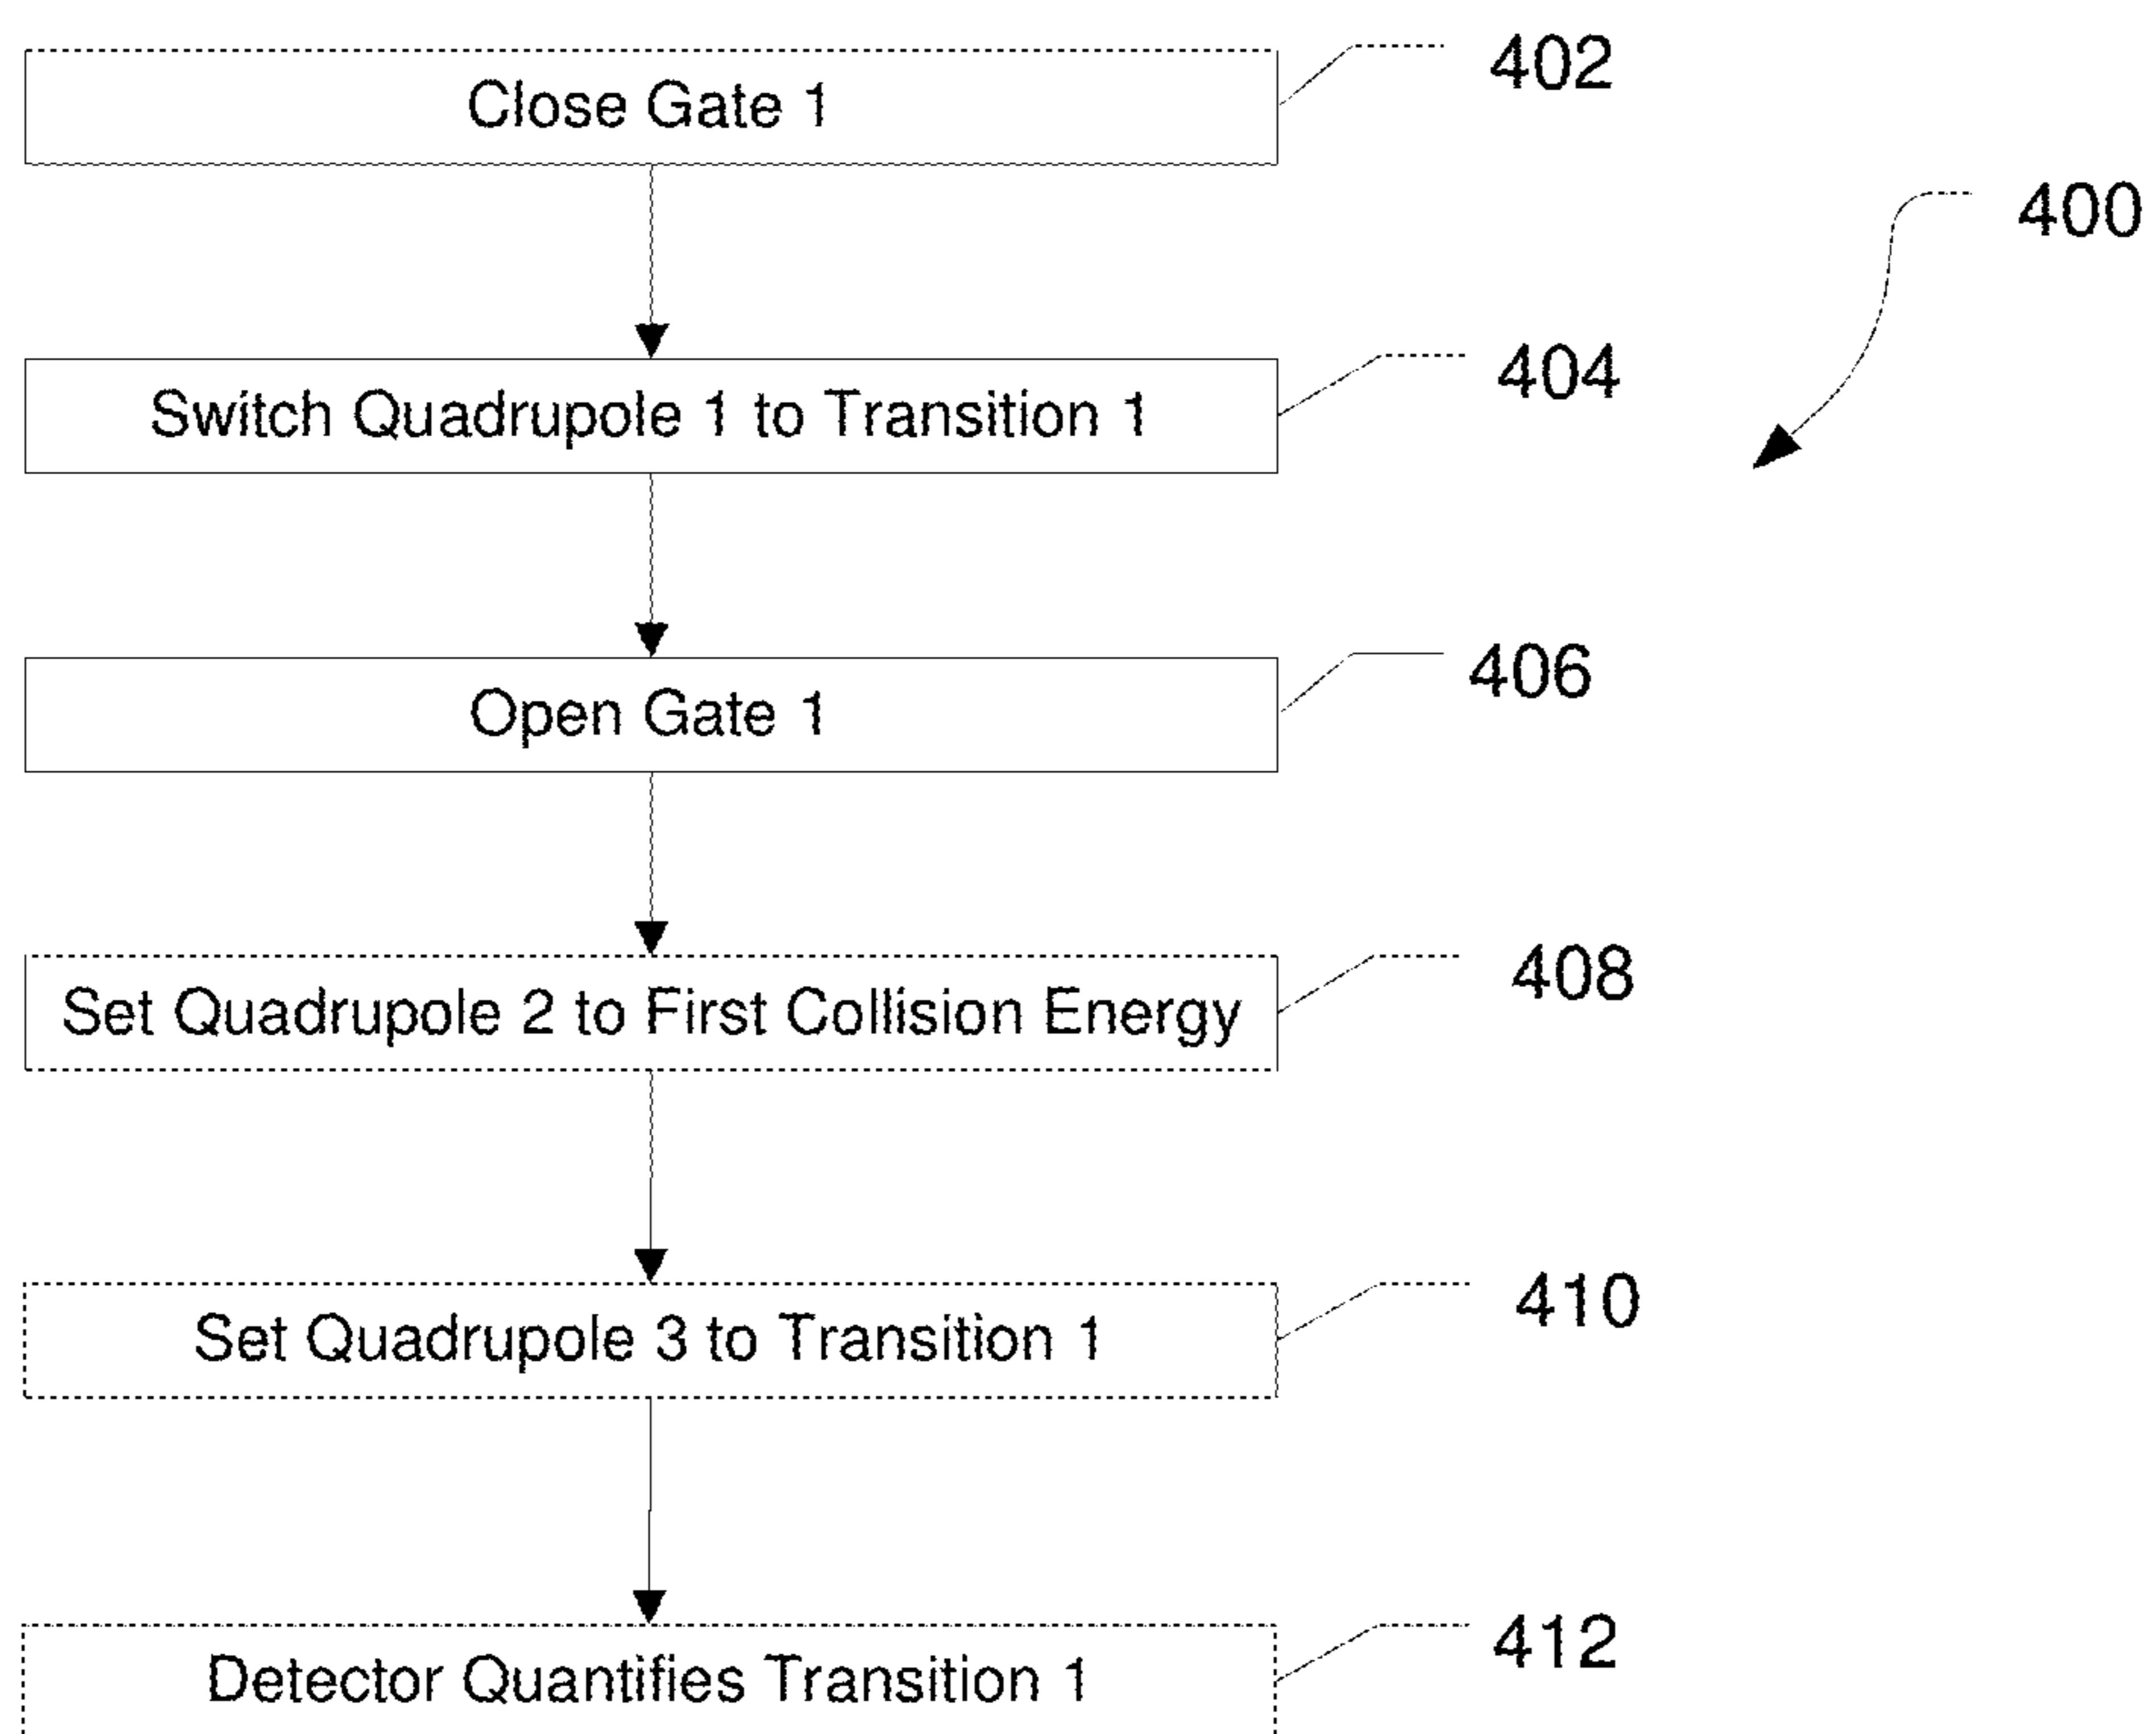 Close Gate 1
402
400
Switch Quadrupole 1 to Transition 1
404
Open Gate 1
406
Set Quadrupole 2 to First Collision Energy
408
Set Quadrupole 3 to Transition 1
410
Detector Quantifies Transition 1
412